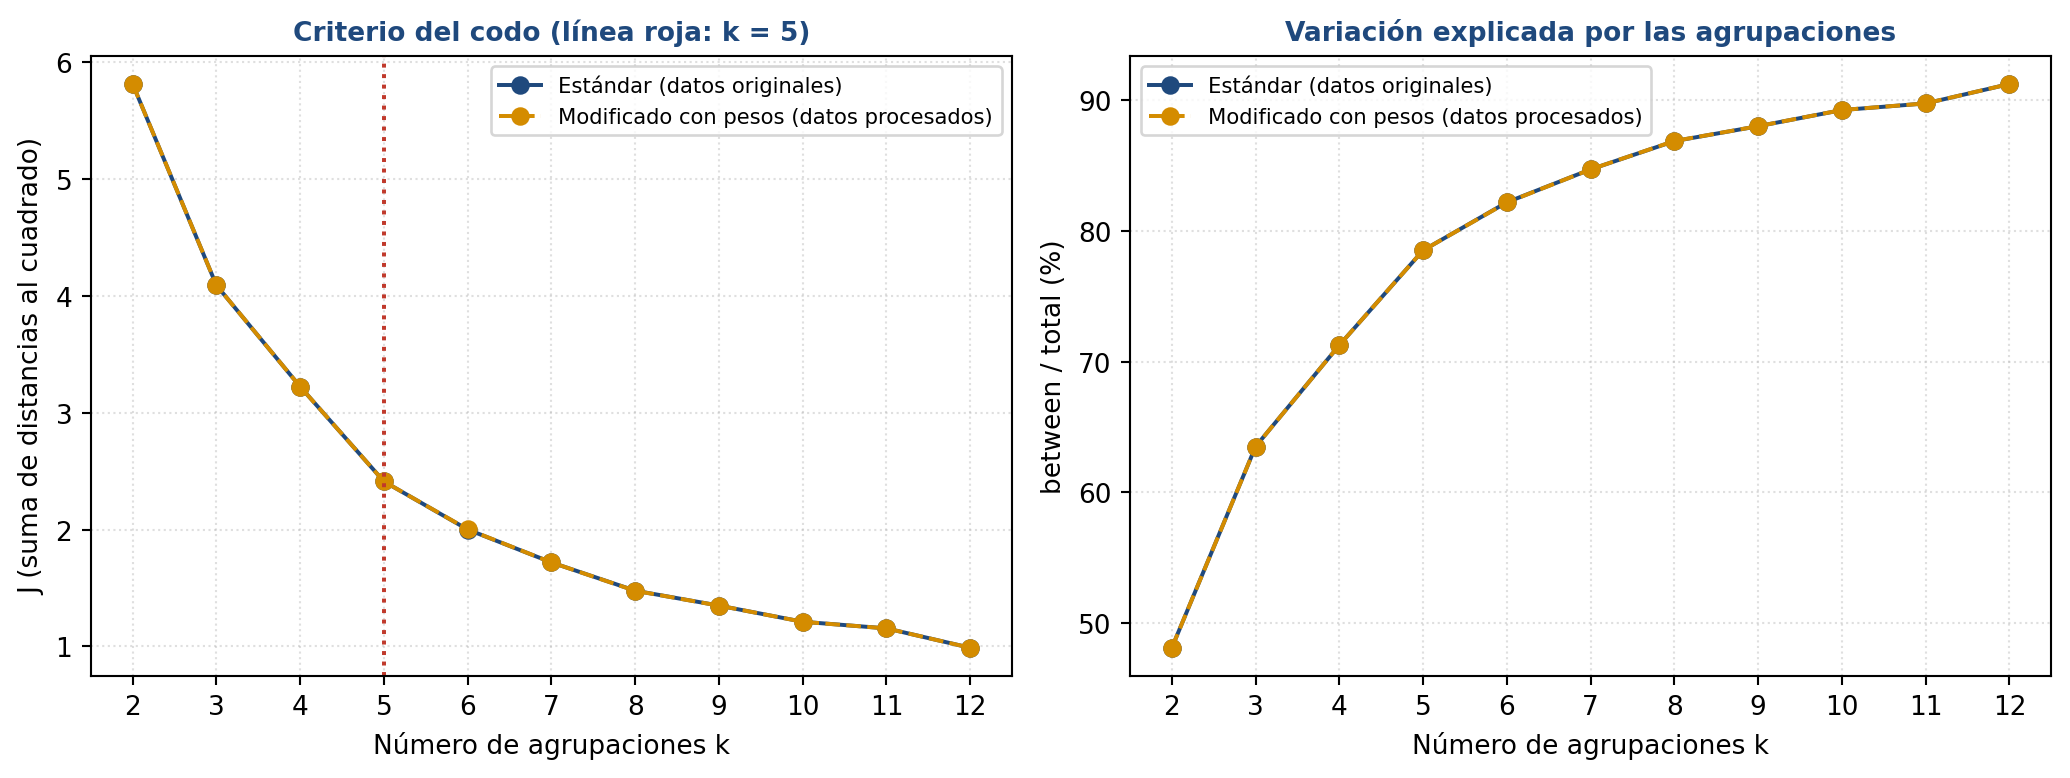 Criterio del codo (línea roja: k = 5)
J (suma de distancias al cuadrado)
6
5
4
3
2
1
Estándar (datos originales)
Modificado con pesos (datos procesados)
2 3 4 5 6 7 8 9 10 11 12
Número de agrupaciones k
Variación explicada por las agrupaciones
between / total (%)
90
80
70
60
50
Estándar (datos originales)
Modificado con pesos (datos procesados)
2 3 4 5 6 7 8 9 10 11 12
Número de agrupaciones k